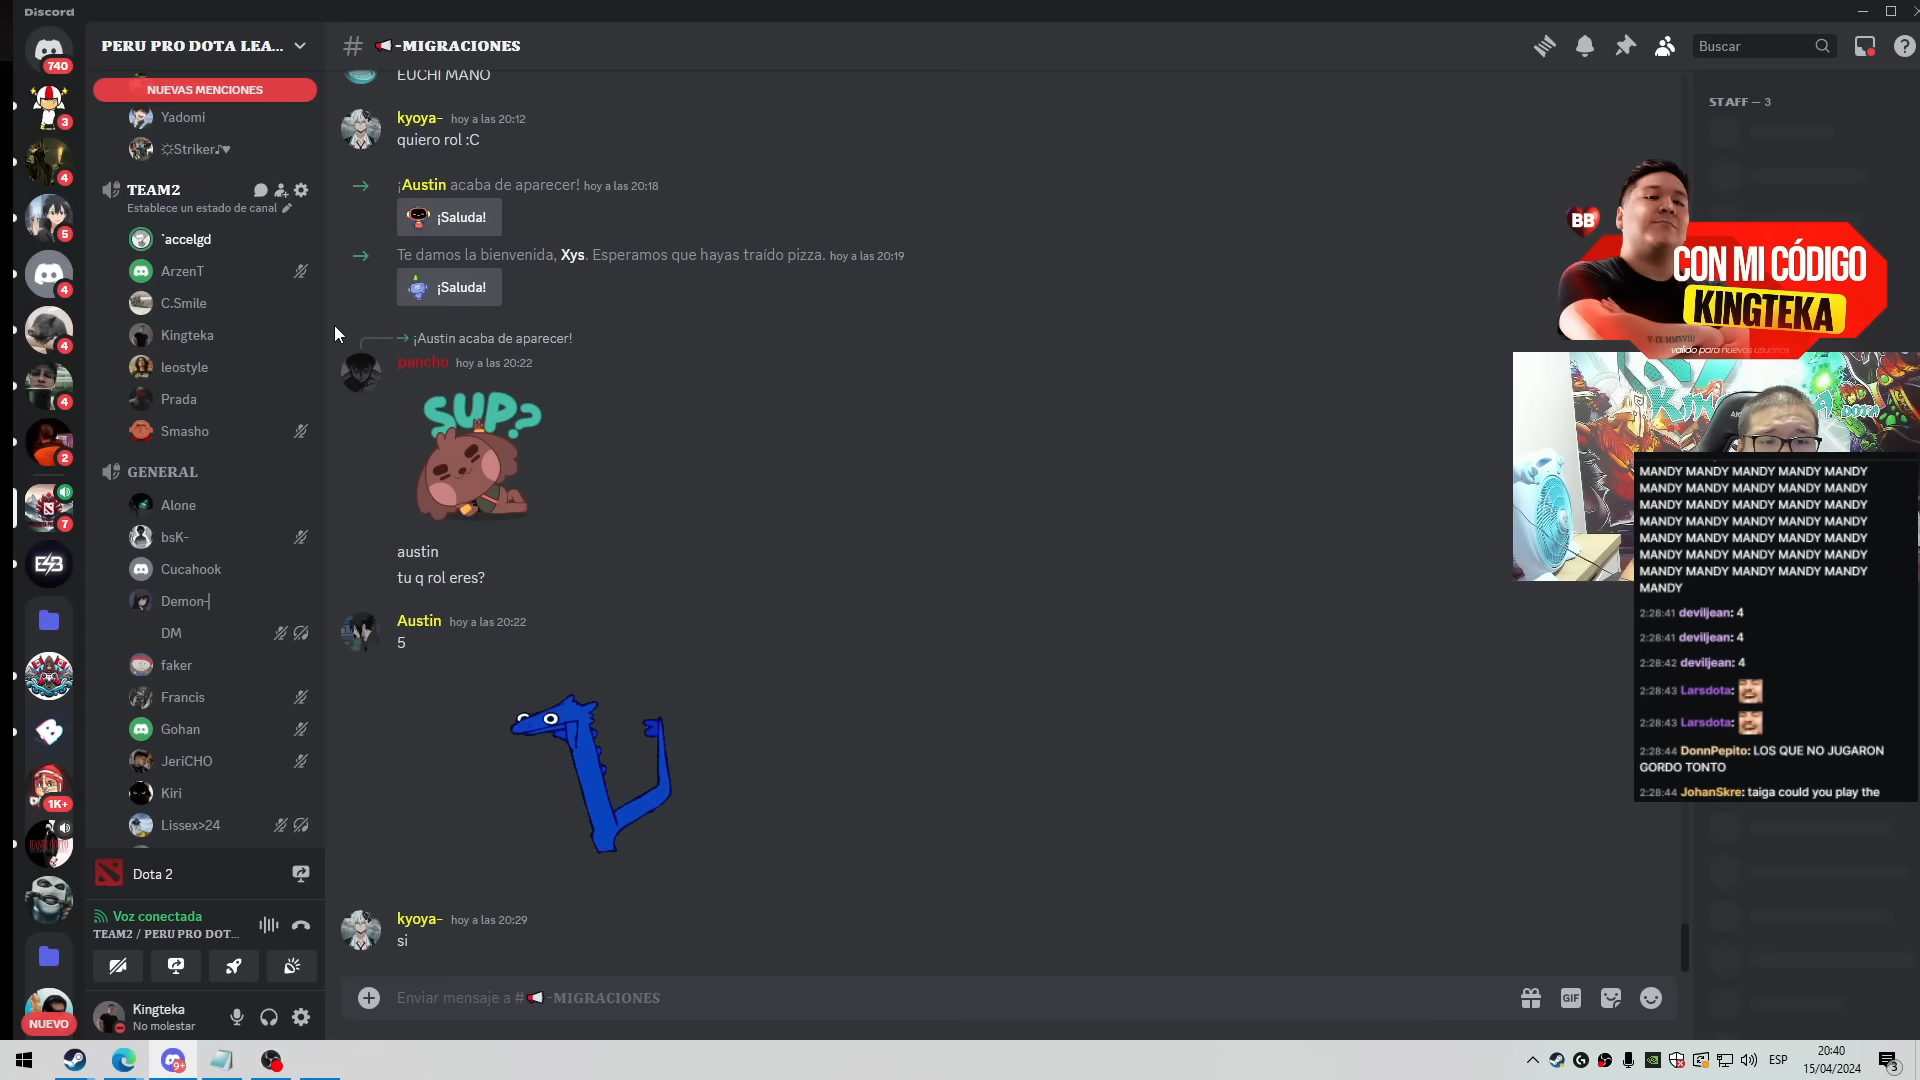 Discord
740
3
4
5
4
4
4
2
7
1K+
NUEVO
PERU PRO DOTA LEA...
NUEVAS MENCIONES
Yadomi
☼Striker♪♥
TEAM2
Establece un estado de canal
`accelgd
ArzenT
C.Smile
Kingteka
leostyle
Prada
Smasho
GENERAL
Alone
bsK-
Cucahook
Demon-|
DM
faker
Francis
Gohan
JeriCHO
Kiri
Lissex>24
Dota 2
Voz conectada
TEAM2 / PERU PRO DOT...
Kingteka
No molestar
# -MIGRACIONES
EUCHI MANO
kyoya- hoy a las 20:12
quiero rol :C
¡Austin acaba de aparecer! hoy a las 20:18
¡Saluda!
Te damos la bienvenida, Xys. Esperamos que hayas traído pizza. hoy a las 20:19
¡Saluda!
¡Austin acaba de aparecer!
pancho hoy a las 20:22
SUP?
austin
tu q rol eres?
Austin hoy a las 20:22
5
kyoya- hoy a las 20:29
si
Enviar mensaje a # -MIGRACIONES
GIF
Buscar
STAFF — 3
BB
CON MI CÓDIGO
KINGTEKA
valido para nuevos usuarios
MANDY MANDY MANDY MANDY MANDY
MANDY MANDY MANDY MANDY MANDY
MANDY MANDY MANDY MANDY MANDY
MANDY MANDY MANDY MANDY MANDY
MANDY MANDY MANDY MANDY MANDY
MANDY MANDY MANDY MANDY MANDY
MANDY MANDY MANDY MANDY MANDY
MANDY
2:28:41 deviljean: 4
2:28:41 deviljean: 4
2:28:42 deviljean: 4
2:28:43 Larsdota:
2:28:43 Larsdota:
2:28:44 DonnPepito: LOS QUE NO JUGARON
GORDO TONTO
2:28:44 JohanSkre: taiga could you play the
9+
ESP
20:40
15/04/2024
3